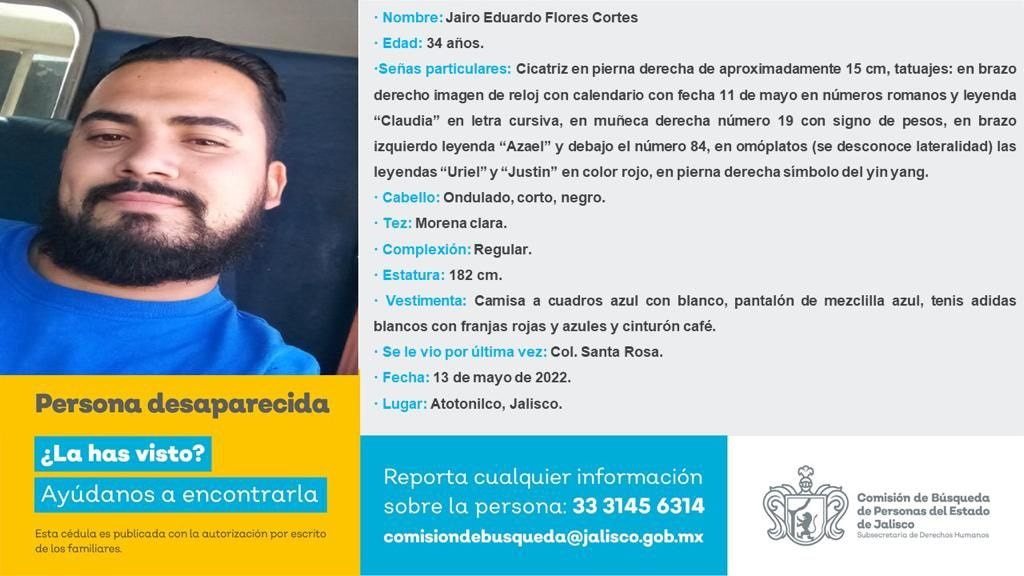 · Nombre: Jairo Eduardo Flores Cortes
· Edad: 34 años.
·Señas particulares: Cicatriz en pierna derecha de aproximadamente 15 cm, tatuajes: en brazo
derecho imagen de reloj con calendario con fecha 11 de mayo en números romanos y leyenda
“Claudia” en letra cursiva, en muñeca derecha número 19 con signo de pesos, en brazo
izquierdo leyenda “Azael” y debajo el número 84, en omóplatos (se desconoce lateralidad) las
leyendas “Uriel” y “Justin” en color rojo, en pierna derecha símbolo del yin yang.
· Cabello: Ondulado, corto, negro.
· Tez: Morena clara.
· Complexión: Regular.
· Estatura: 182 cm.
· Vestimenta: Camisa a cuadros azul con blanco, pantalón de mezclilla azul, tenis adidas
blancos con franjas rojas y azules y cinturón café.
· Se le vio por última vez: Col. Santa Rosa.
· Fecha: 13 de mayo de 2022.
· Lugar: Atotonilco, Jalisco.
Persona desaparecida
¿La has visto?
Ayúdanos a encontrarla
Esta cédula es publicada con la autorización por escrito
de los familiares.
Reporta cualquier información
sobre la persona: 33 3145 6314
comisiondebusqueda@jalisco.gob.mx
Comisión de Búsqueda
de Personas del Estado
de Jalisco
Subsecretaría de Derechos Humanos